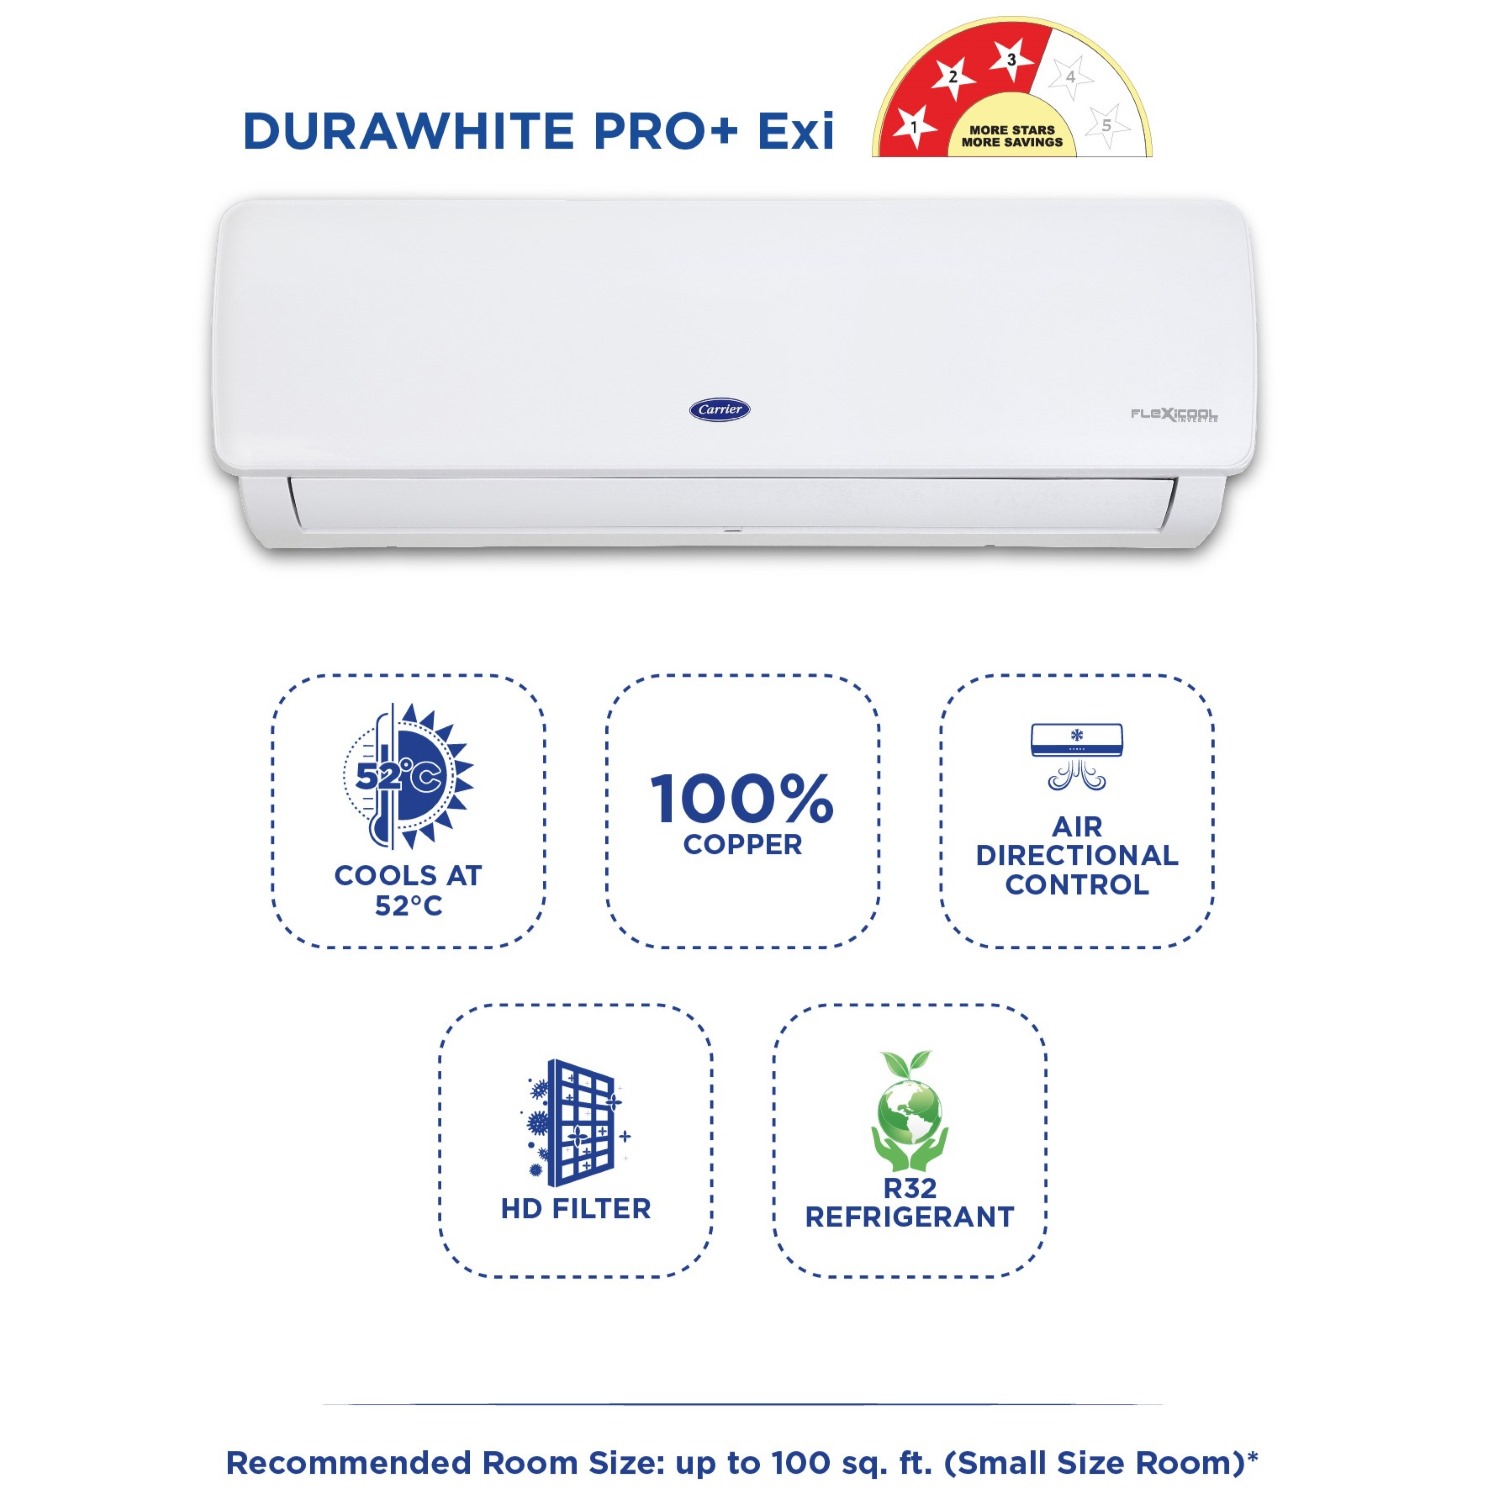 DURAWHITE PRO+ Exi
1
2
3
4
5
MORE STARS
MORE SAVINGS
Carrier
FLEXICOOL
INVERTER
52°C
COOLS AT
52°C
100%
COPPER
AIR
DIRECTIONAL
CONTROL
HD FILTER
R32
REFRIGERANT
Recommended Room Size: up to 100 sq. ft. (Small Size Room)*